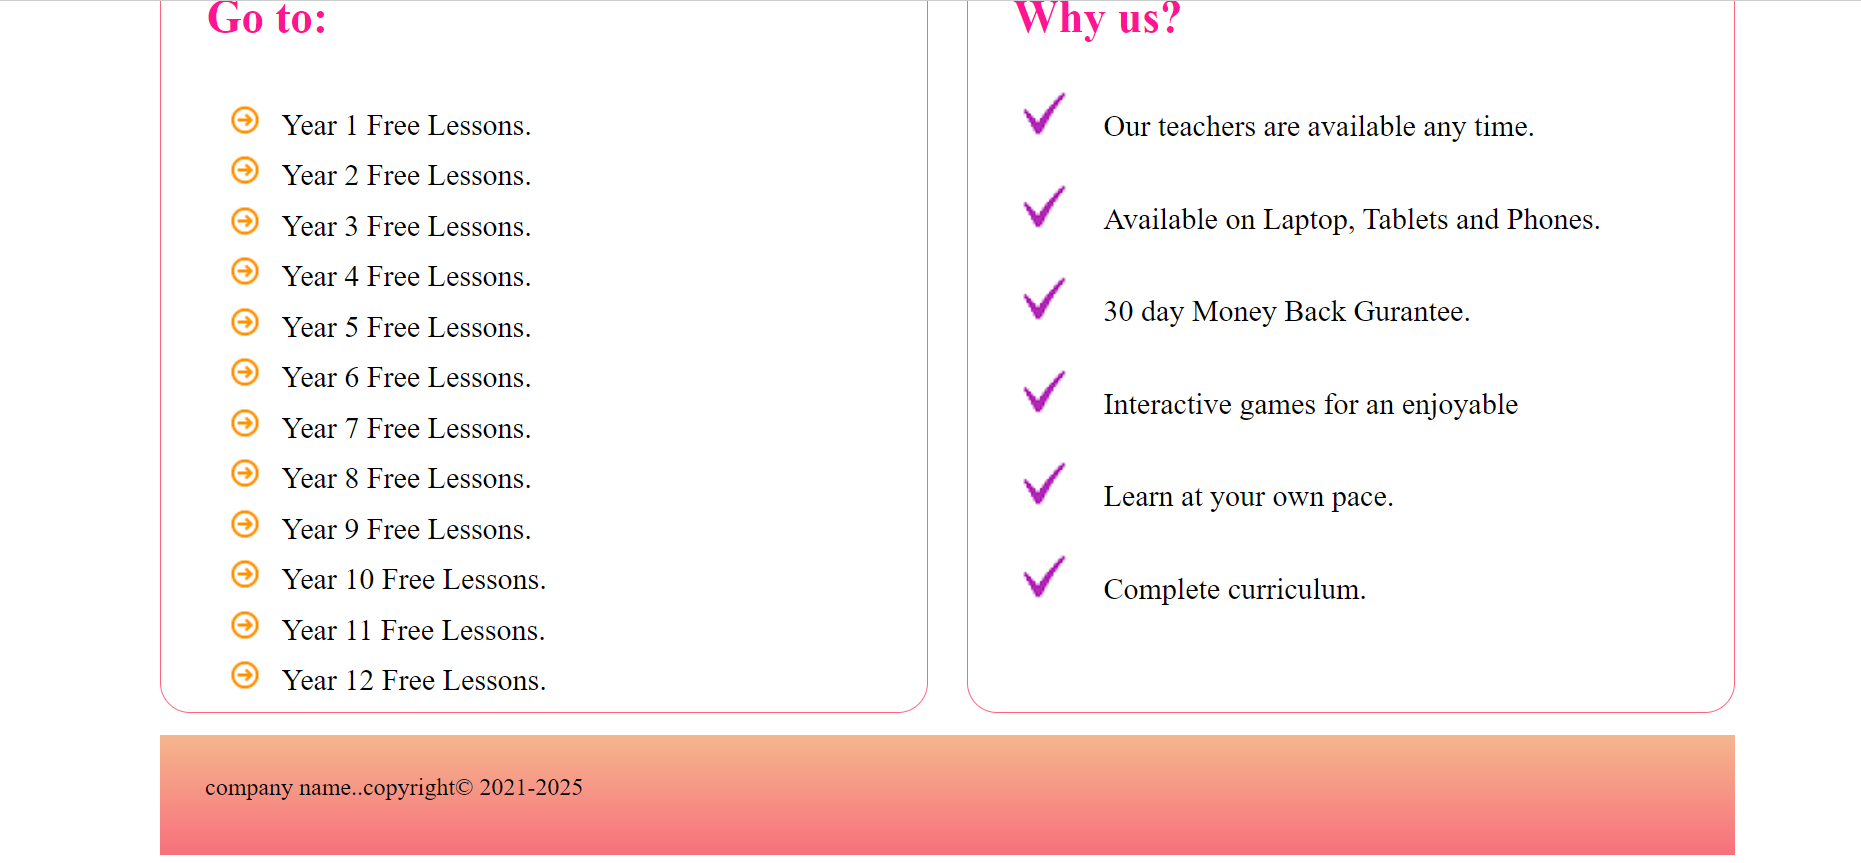 Go to:
Year 1 Free Lessons.
Year 2 Free Lessons.
Year 3 Free Lessons.
Year 4 Free Lessons.
Year 5 Free Lessons.
Year 6 Free Lessons.
Year 7 Free Lessons.
Year 8 Free Lessons.
Year 9 Free Lessons.
Year 10 Free Lessons.
Year 11 Free Lessons.
Year 12 Free Lessons.
Why us?
Our teachers are available any time.
Available on Laptop, Tablets and Phones.
30 day Money Back Gurantee.
Interactive games for an enjoyable
Learn at your own pace.
Complete curriculum.
company name..copyright© 2021-2025